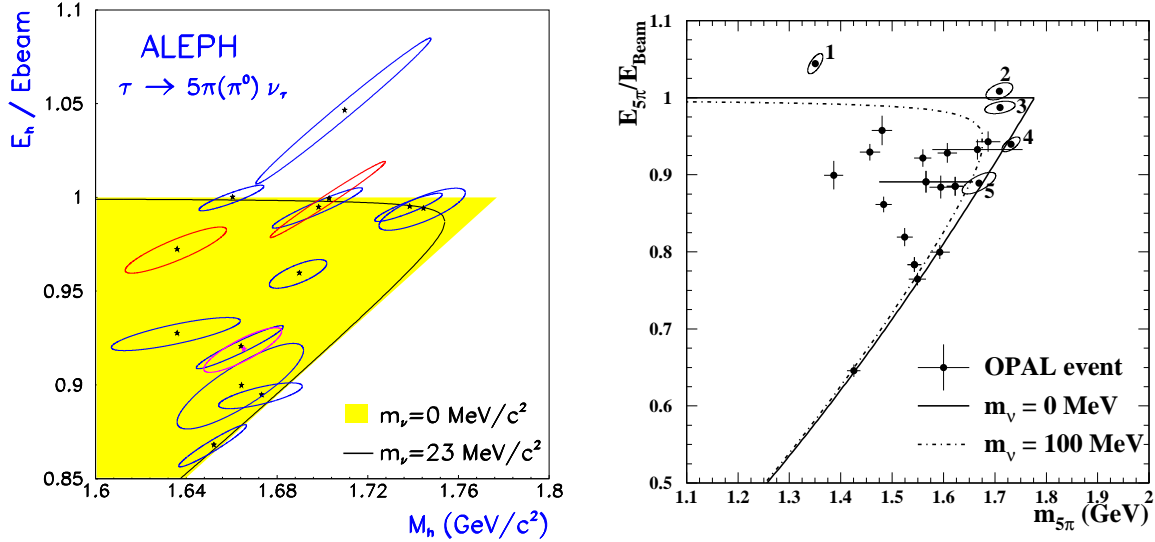 ALEPH
τ → 5π(π⁰) ν_τ
E_h / Ebeam
1.1
1.05
1
0.95
0.9
0.85
1.6 1.64 1.68 1.72 1.76 1.8
M_h (GeV/c²)
m_ν=0 MeV/c²
m_ν=23 MeV/c²
E_5π/E_Beam
1.1
1
0.9
0.8
0.7
0.6
0.5
1.1 1.2 1.3 1.4 1.5 1.6 1.7 1.8 1.9 2
m_5π (GeV)
1
2
3
4
5
OPAL event
m_ν = 0 MeV
m_ν = 100 MeV